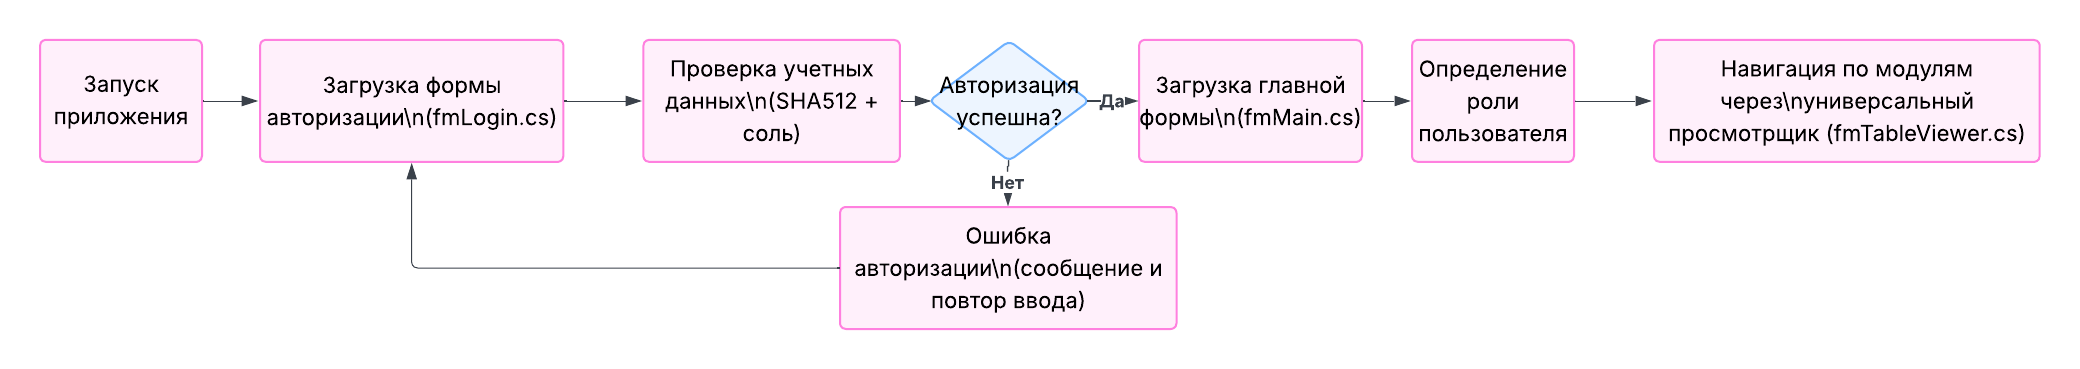 Запуск
приложения
Загрузка формы
авторизации\n(fmLogin.cs)
Проверка учетных
данных\n(SHA512 +
соль)
Авторизация
успешна?
Да
Загрузка главной
формы\n(fmMain.cs)
Определение
роли
пользователя
Навигация по модулям
через\nуниверсальный
просмотрщик (fmTableViewer.cs)
Нет
Ошибка
авторизации\n(сообщение и
повтор ввода)